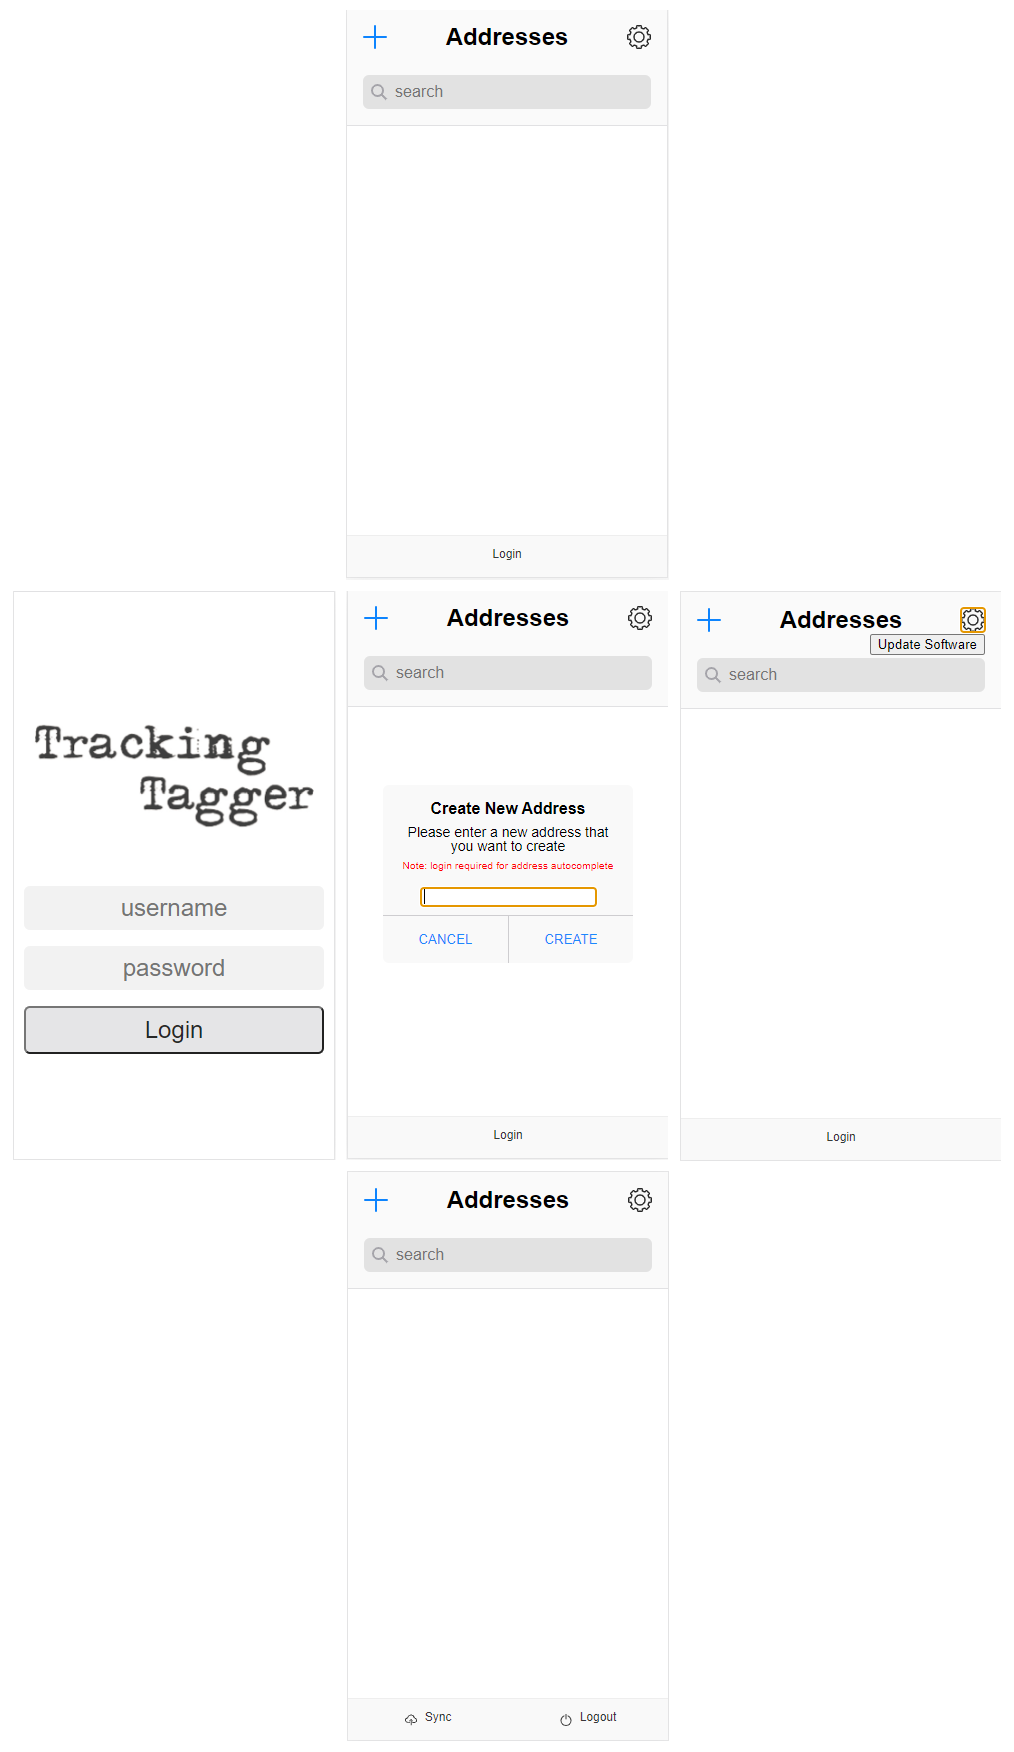 Addresses
search
Login
Tracking
Tagger
username
password
Login
Addresses
search
Create New Address
Please enter a new address that
you want to create
Note: login required for address autocomplete
CANCEL CREATE
Login
Addresses
Update Software
search
Login
Addresses
search
Sync Logout